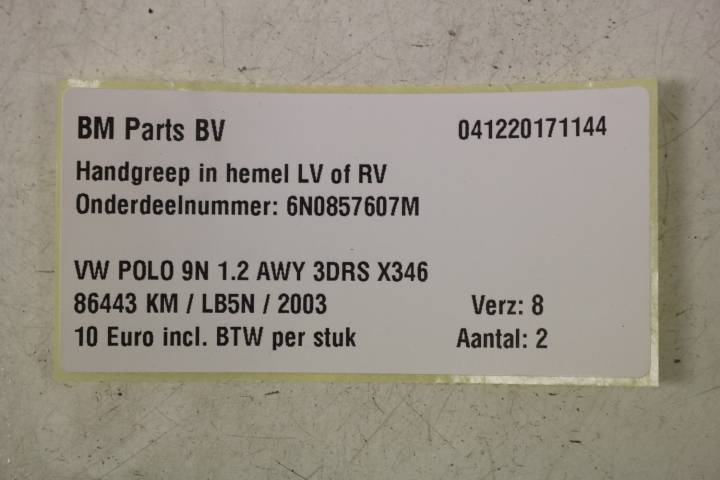 BM Parts BV 041220171144
Handgreep in hemel LV of RV
Onderdeelnummer: 6N0857607M
VW POLO 9N 1.2 AWY 3DRS X346
86443 KM / LB5N / 2003 Verz: 8
10 Euro incl. BTW per stuk Aantal: 2